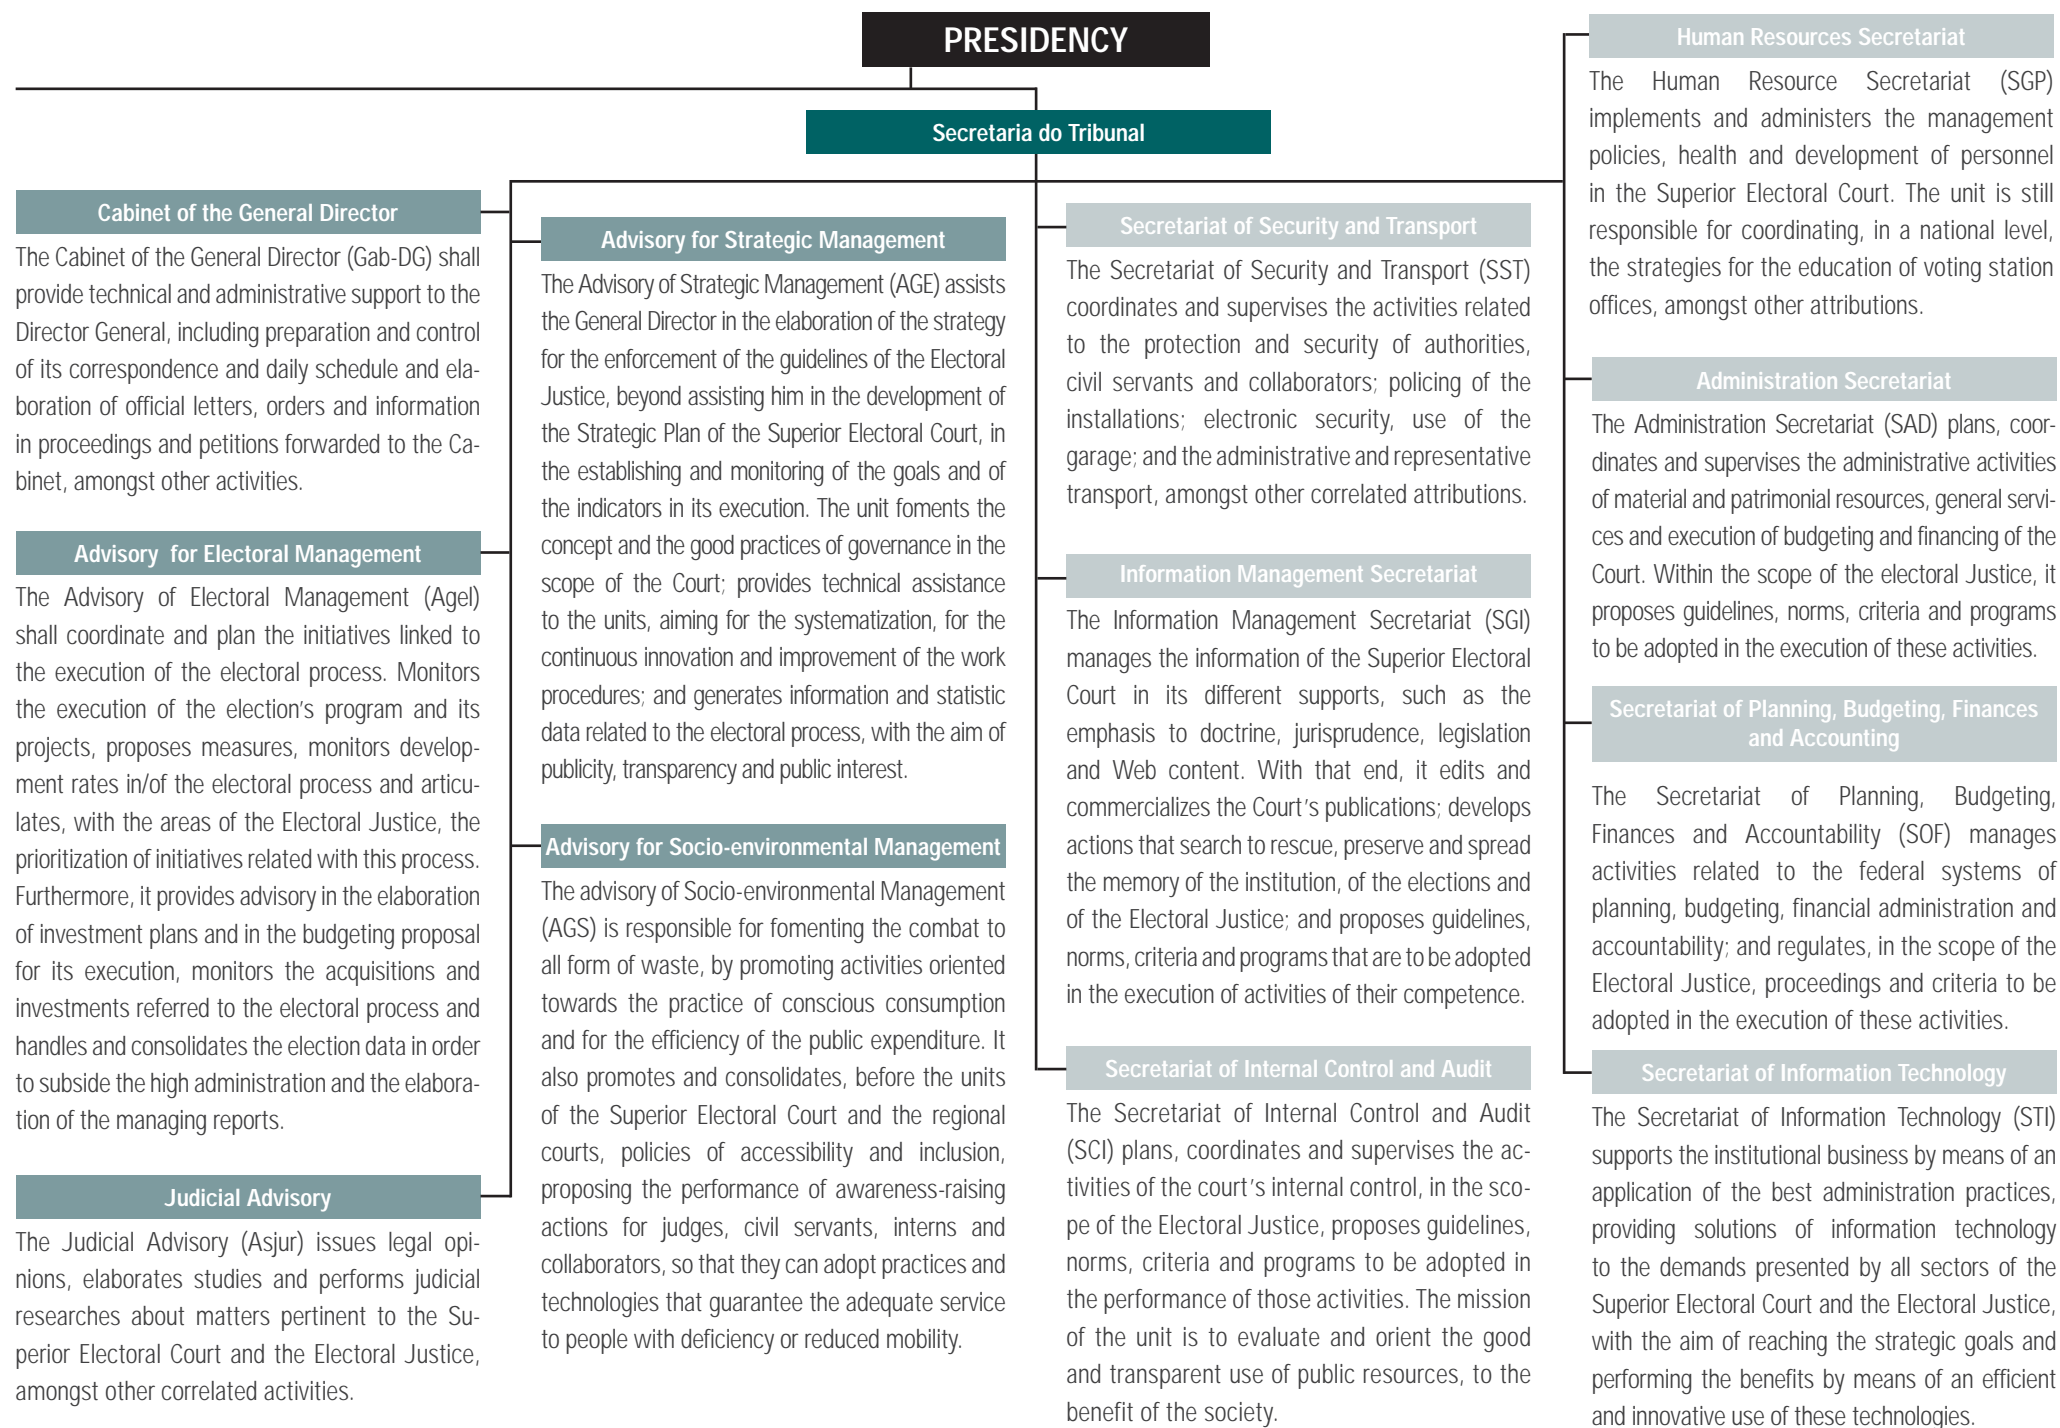 PRESIDENCY
Secretaria do Tribunal
Cabinet of the General Director
The Cabinet of the General Director (Gab-DG) shall
provide technical and administrative support to the
Director General, including preparation and control
of its correspondence and daily schedule and ela-
boration of official letters, orders and information
in proceedings and petitions forwarded to the Ca-
binet, amongst other activities.
Advisory for Electoral Management
The Advisory of Electoral Management (Agel)
shall coordinate and plan the initiatives linked to
the execution of the electoral process. Monitors
the execution of the election's program and its
projects, proposes measures, monitors develop-
ment rates in/of the electoral process and articu-
lates, with the areas of the Electoral Justice, the
prioritization of initiatives related with this process.
Furthermore, it provides advisory in the elaboration
of investment plans and in the budgeting proposal
for its execution, monitors the acquisitions and
investments referred to the electoral process and
handles and consolidates the election data in order
to subside the high administration and the elabora-
tion of the managing reports.
Judicial Advisory
The Judicial Advisory (Asjur) issues legal opi-
nions, elaborates studies and performs judicial
researches about matters pertinent to the Su-
perior Electoral Court and the Electoral Justice,
amongst other correlated activities.
Advisory for Strategic Management
The Advisory of Strategic Management (AGE) assists
the General Director in the elaboration of the strategy
for the enforcement of the guidelines of the Electoral
Justice, beyond assisting him in the development of
the Strategic Plan of the Superior Electoral Court, in
the establishing and monitoring of the goals and of
the indicators in its execution. The unit foments the
concept and the good practices of governance in the
scope of the Court; provides technical assistance
to the units, aiming for the systematization, for the
continuous innovation and improvement of the work
procedures; and generates information and statistic
data related to the electoral process, with the aim of
publicity, transparency and public interest.
Advisory for Socio-environmental Management
The advisory of Socio-environmental Management
(AGS) is responsible for fomenting the combat to
all form of waste, by promoting activities oriented
towards the practice of conscious consumption
and for the efficiency of the public expenditure. It
also promotes and consolidates, before the units
of the Superior Electoral Court and the regional
courts, policies of accessibility and inclusion,
proposing the performance of awareness-raising
actions for judges, civil servants, interns and
collaborators, so that they can adopt practices and
technologies that guarantee the adequate service
to people with deficiency or reduced mobility.
Secretariat of Security and Transport
The Secretariat of Security and Transport (SST)
coordinates and supervises the activities related
to the protection and security of authorities,
civil servants and collaborators; policing of the
installations; electronic security, use of the
garage; and the administrative and representative
transport, amongst other correlated attributions.
Information Management Secretariat
The Information Management Secretariat (SGI)
manages the information of the Superior Electoral
Court in its different supports, such as the
emphasis to doctrine, jurisprudence, legislation
and Web content. With that end, it edits and
commercializes the Court's publications; develops
actions that search to rescue, preserve and spread
the memory of the institution, of the elections and
of the Electoral Justice; and proposes guidelines,
norms, criteria and programs that are to be adopted
in the execution of activities of their competence.
Secretariat of Internal Control and Audit
The Secretariat of Internal Control and Audit
(SCI) plans, coordinates and supervises the ac-
tivities of the court's internal control, in the sco-
pe of the Electoral Justice, proposes guidelines,
norms, criteria and programs to be adopted in
the performance of those activities. The mission
of the unit is to evaluate and orient the good
and transparent use of public resources, to the
benefit of the society.
Human Resources Secretariat
The Human Resource Secretariat (SGP)
implements and administers the management
policies, health and development of personnel
in the Superior Electoral Court. The unit is still
responsible for coordinating, in a national level,
the strategies for the education of voting station
offices, amongst other attributions.
Administration Secretariat
The Administration Secretariat (SAD) plans, coor-
dinates and supervises the administrative activities
of material and patrimonial resources, general servi-
ces and execution of budgeting and financing of the
Court. Within the scope of the electoral Justice, it
proposes guidelines, norms, criteria and programs
to be adopted in the execution of these activities.
Secretariat of Planning, Budgeting, Finances
and Accounting
The Secretariat of Planning, Budgeting,
Finances and Accountability (SOF) manages
activities related to the federal systems of
planning, budgeting, financial administration and
accountability; and regulates, in the scope of the
Electoral Justice, proceedings and criteria to be
adopted in the execution of these activities.
Secretariat of Information Technology
The Secretariat of Information Technology (STI)
supports the institutional business by means of an
application of the best administration practices,
providing solutions of information technology
to the demands presented by all sectors of the
Superior Electoral Court and the Electoral Justice,
with the aim of reaching the strategic goals and
performing the benefits by means of an efficient
and innovative use of these technologies.